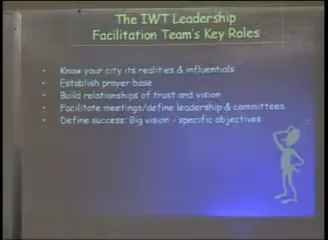 The IWT Leadership
Facilitation Team's Key Roles
• Know your city its realities & influentials
• Establish prayer base
• Build relationships of trust and vision
• Facilitate meetings/define leadership & committees
• Define success: Big vision - specific objectives